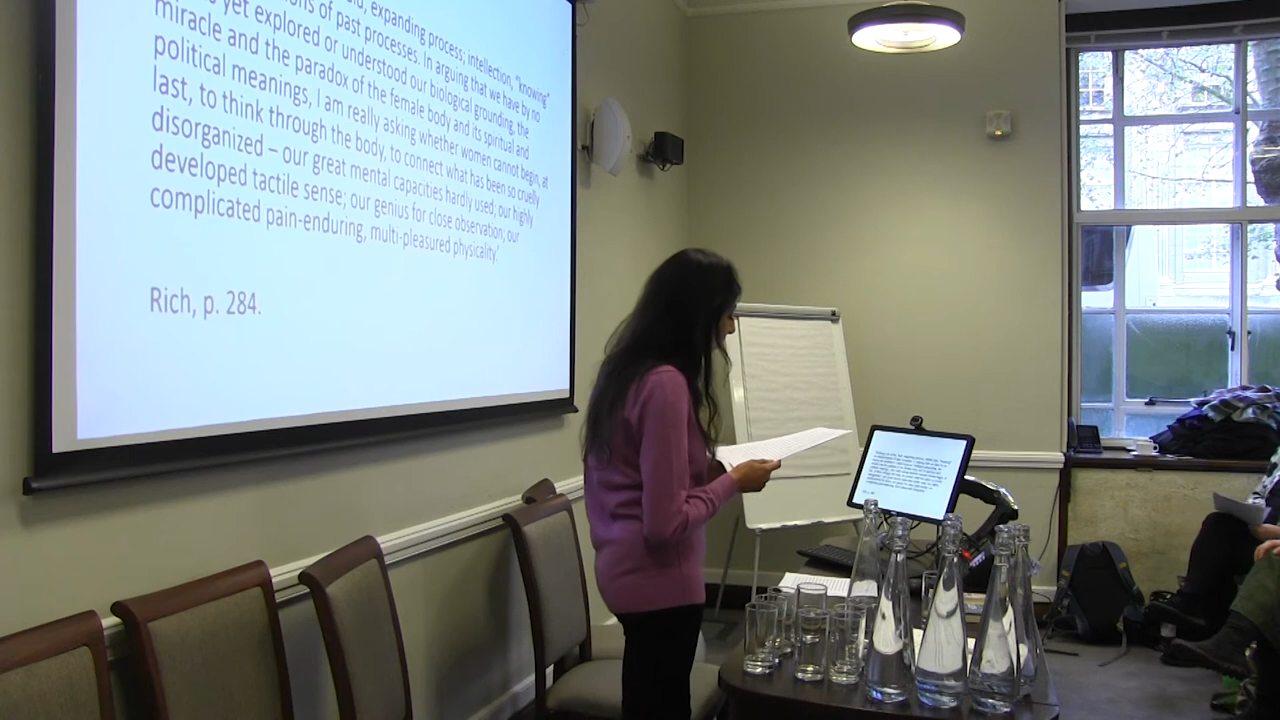 expanding process; intellection, "knowing"
of past processes. In arguing that we have by no
yet explored or understood our biological grounding, the
miracle and the paradox of the female body and its spiritual and
political meanings, I am really asking whether women cannot begin, at
last, to think through the body, to connect what has been so cruelly
disorganized – our great mental capacities hardly used; our highly
developed tactile sense; our genius for close observation; our
complicated pain-enduring, multi-pleasured physicality.'
Rich, p. 284.